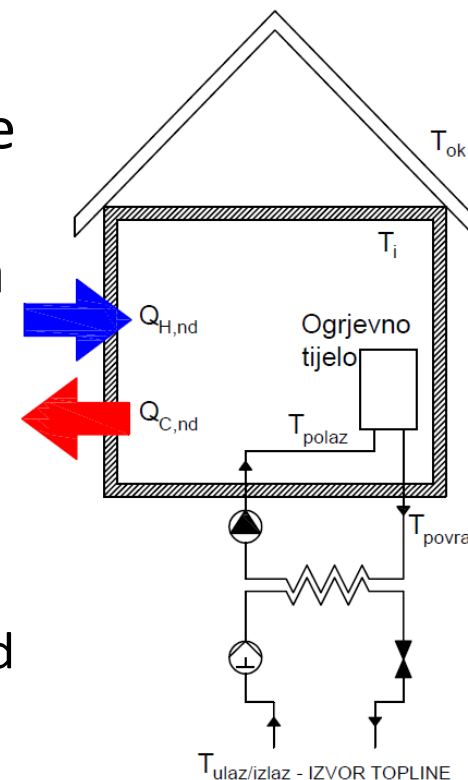 e
T_ok
T_i
Q_H,nd
Ogrjevno
tijelo
Q_C,nd
T_polaz
T_povra
d
T_ulaz/izlaz - IZVOR TOPLINE